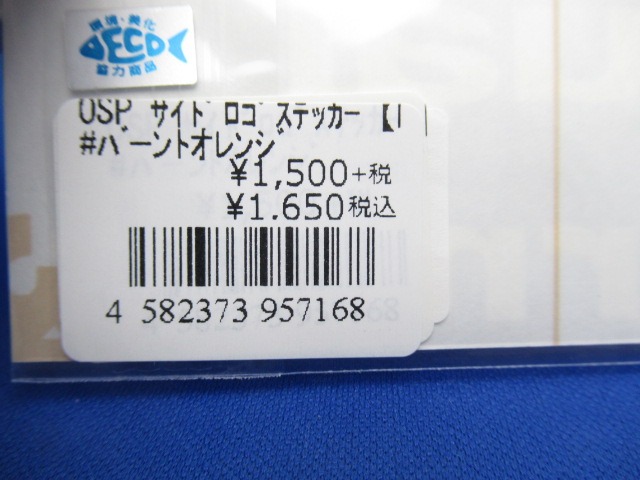 環境・美化
ECO
協力商品
OSP サイド ロゴ ステッカー 【
#バーントオレンジ
¥1,500+税
¥1.650税込
4 582373 957168